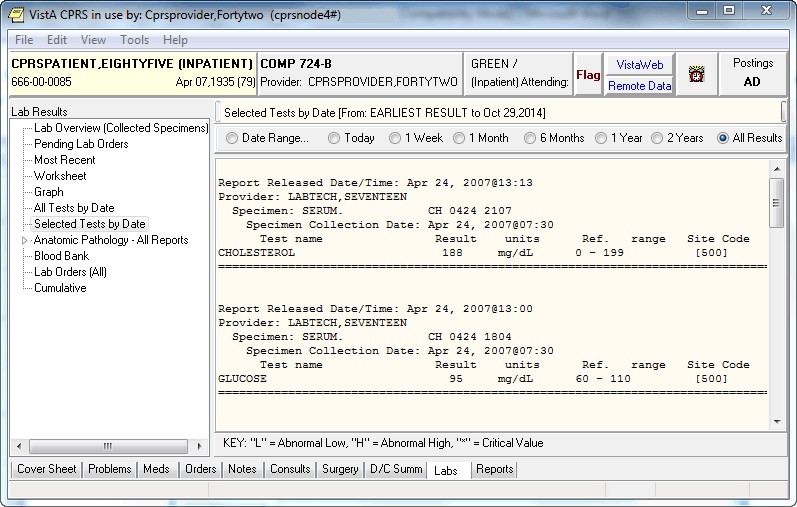 VistA CPRS in use by: Cprsprovider,Fortytwo (cprsnode4#)
File Edit View Tools Help
CPRSPATIENT,EIGHTYFIVE (INPATIENT) COMP 724-B GREEN / Flag VistaWeb Postings
666-00-0085 Apr 07,1935 (79) Provider: CPRSPROVIDER,FORTYTWO (Inpatient) Attending: Remote Data AD
Lab Results
Lab Overview (Collected Specimens)
Pending Lab Orders
Most Recent
Worksheet
Graph
All Tests by Date
Selected Tests by Date
Anatomic Pathology - All Reports
Blood Bank
Lab Orders (All)
Cumulative
Selected Tests by Date [From: EARLIEST RESULT to Oct 29,2014]
Date Range... Today 1 Week 1 Month 6 Months 1 Year 2 Years All Results
Report Released Date/Time: Apr 24, 2007@13:13
Provider: LABTECH,SEVENTEEN
Specimen: SERUM. CH 0424 2107
Specimen Collection Date: Apr 24, 2007@07:30
Test name Result units Ref. range Site Code
CHOLESTEROL 188 mg/dL 0 - 199 [500]
===============================================================================
Report Released Date/Time: Apr 24, 2007@13:00
Provider: LABTECH,SEVENTEEN
Specimen: SERUM. CH 0424 1804
Specimen Collection Date: Apr 24, 2007@07:30
Test name Result units Ref. range Site Code
GLUCOSE 95 mg/dL 60 - 110 [500]
===============================================================================
KEY: "L" = Abnormal Low, "H" = Abnormal High, "*" = Critical Value
Cover Sheet Problems Meds Orders Notes Consults Surgery D/C Summ Labs Reports